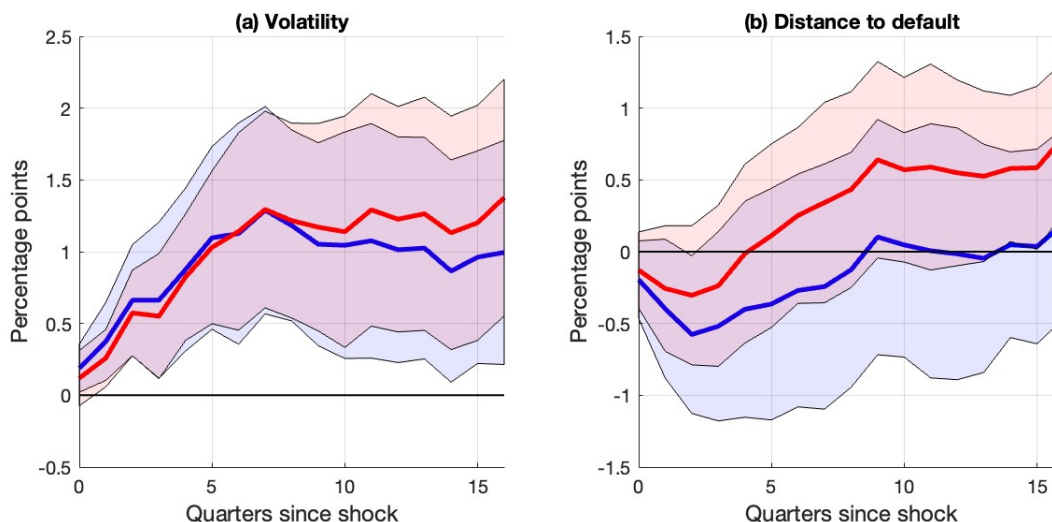 (a) Volatility
2.5
2
1.5
1
0.5
0
-0.5
Percentage points
0 5 10 15
Quarters since shock
(b) Distance to default
1.5
1
0.5
0
-0.5
-1
-1.5
Percentage points
0 5 10 15
Quarters since shock